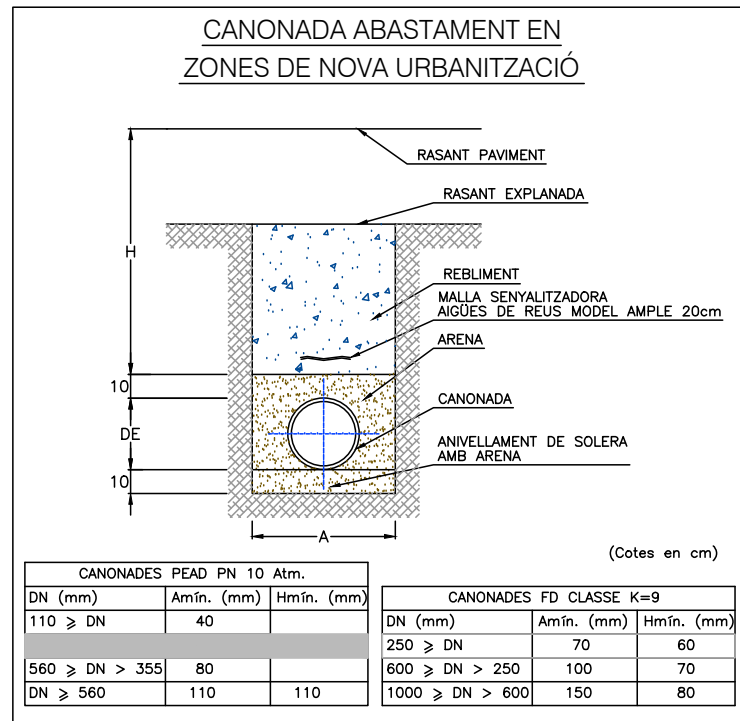 CANONADA ABASTAMENT EN
ZONES DE NOVA URBANITZACIÓ
RASANT PAVIMENT
RASANT EXPLANADA
H
REBLIMENT
MALLA SENYALITZADORA
AIGÜES DE REUS MODEL AMPLE 20cm
ARENA
10
CANONADA
DE
ANIVELLAMENT DE SOLERA
AMB ARENA
10
A
(Cotes en cm)
CANONADES PEAD PN 10 Atm.
DN (mm) Amín. (mm) Hmín. (mm)
110 ⩾ DN 40
560 ⩾ DN > 355 80
DN ⩾ 560 110 110
CANONADES FD CLASSE K=9
DN (mm) Amín. (mm) Hmín. (mm)
250 ⩾ DN 70 60
600 ⩾ DN > 250 100 70
1000 ⩾ DN > 600 150 80